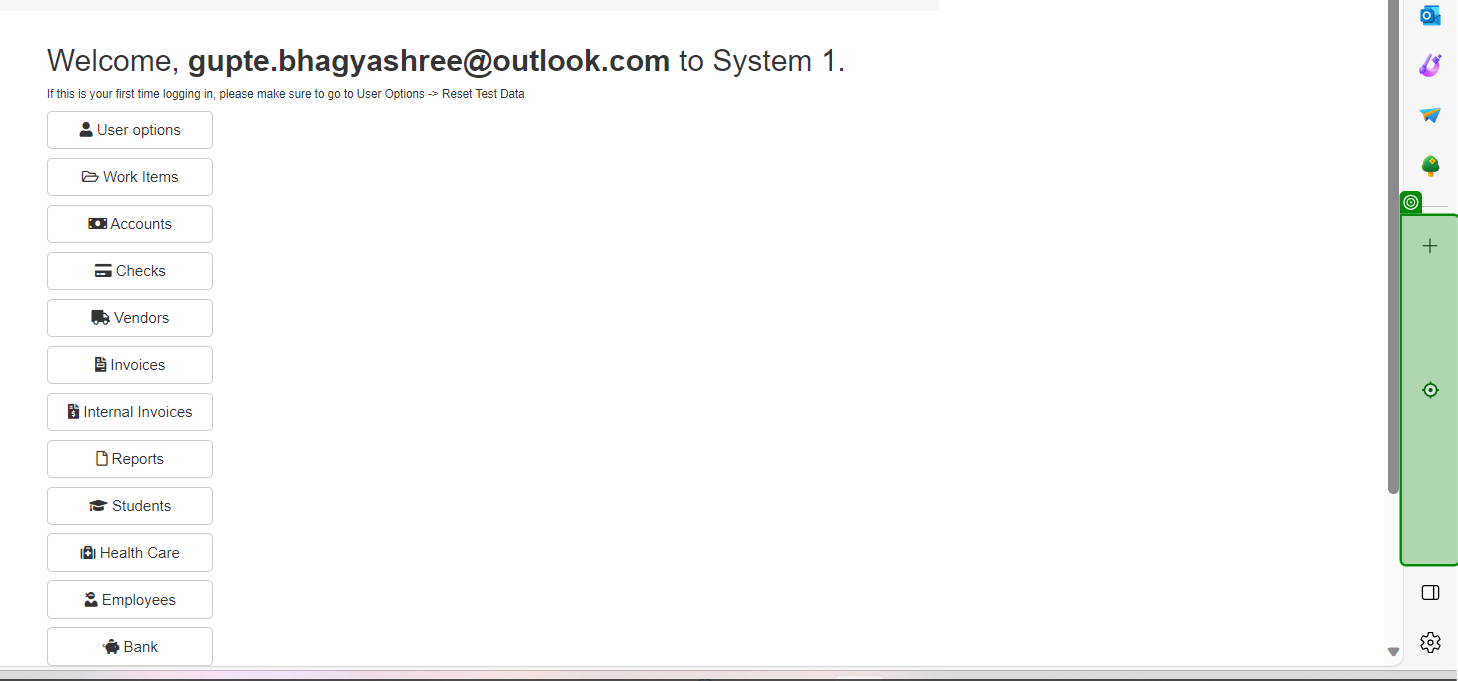 Welcome, gupte.bhagyashree@outlook.com to System 1.
If this is your first time logging in, please make sure to go to User Options -> Reset Test Data
User options
Work Items
Accounts
Checks
Vendors
Invoices
Internal Invoices
Reports
Students
Health Care
Employees
Bank